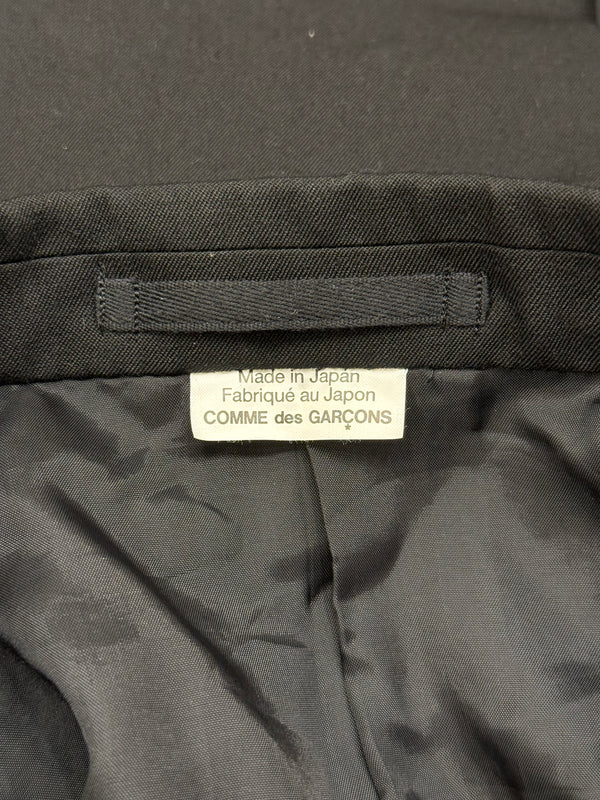 Made in Japan
Fabriqué au Japon
COMME des GARÇONS
*